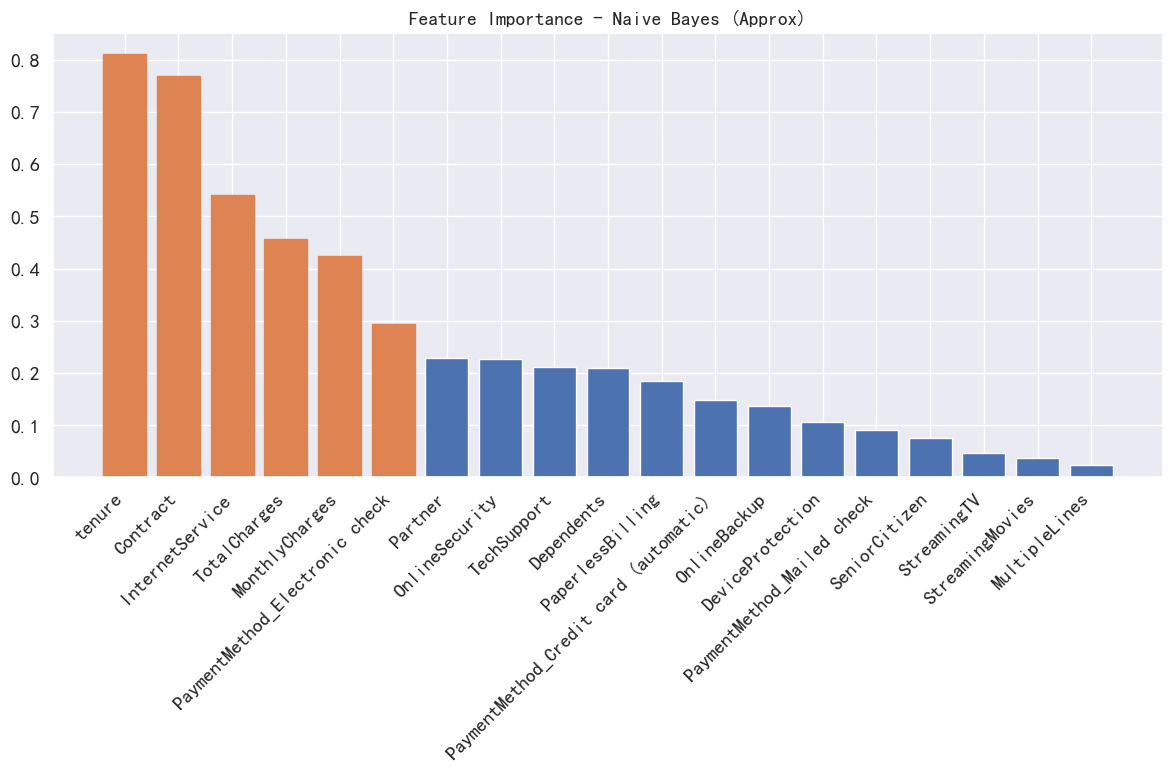 Feature Importance - Naive Bayes (Approx)
0.8
0.7
0.6
0.5
0.4
0.3
0.2
0.1
0.0
tenure
Contract
InternetService
TotalCharges
MonthlyCharges
PaymentMethod_Electronic check
Partner
OnlineSecurity
TechSupport
Dependents
PaperlessBilling
PaymentMethod_Credit card (automatic)
OnlineBackup
DeviceProtection
PaymentMethod_Mailed check
SeniorCitizen
StreamingTV
StreamingMovies
MultipleLines